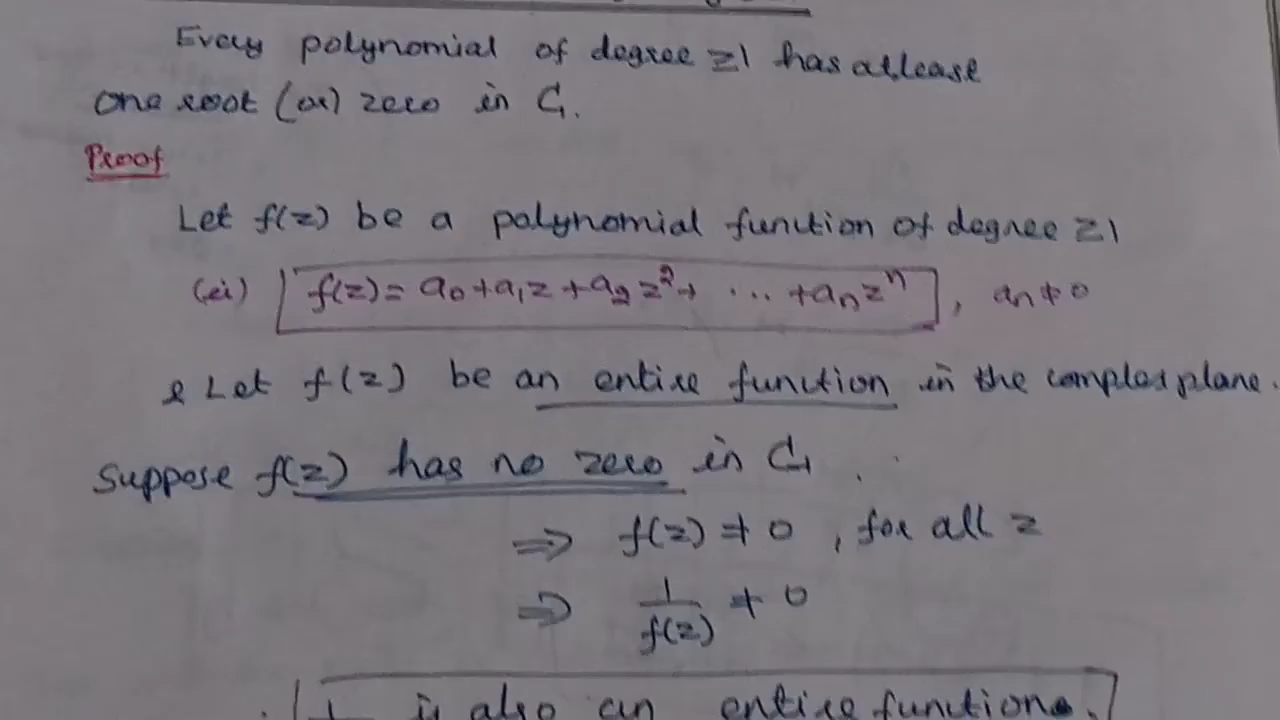 Every polynomial of degree ≥1 has atlease
one root (or) zero in ℂ.
Proof
Let f(z) be a polynomial function of degree ≥1
(ie) f(z) = a₀ + a₁z + a₂z² + ... + aₙzⁿ, aₙ ≠ 0
& Let f(z) be an entire function in the complex plane.
Suppose f(z) has no zero in ℂ.
⇒ f(z) ≠ 0, for all z
⇒ 1/f(z) ≠ 0
is also an entire function.